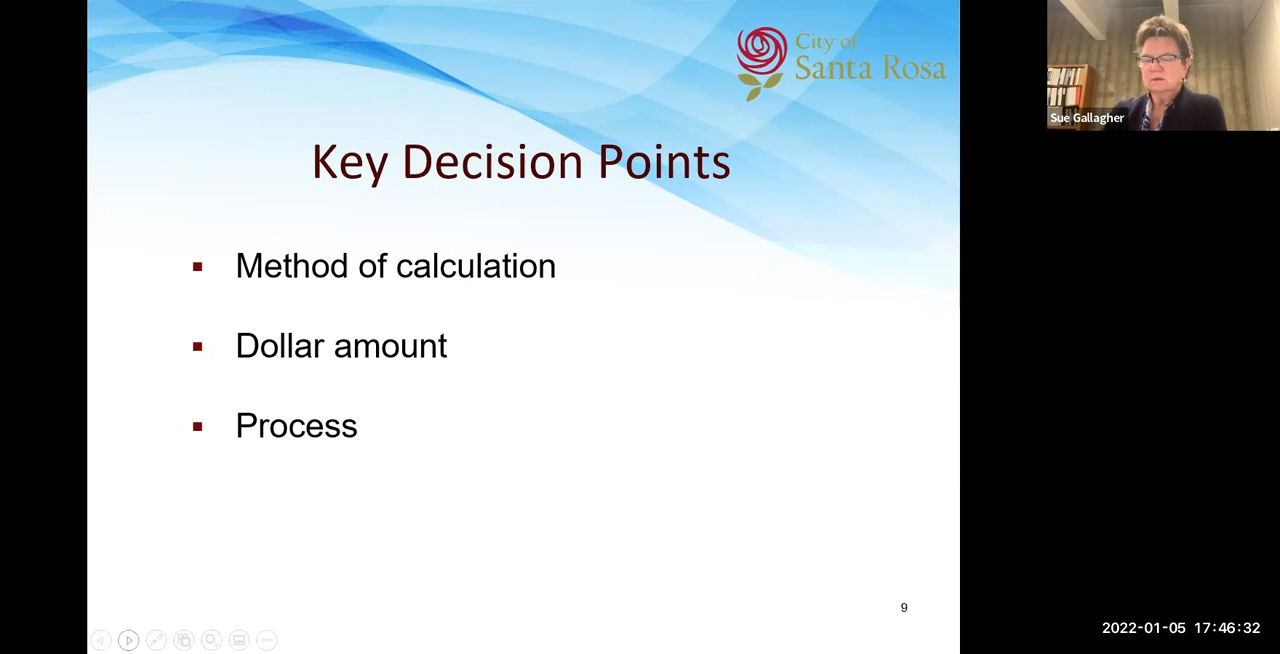 City of
Santa Rosa
Sue Gallagher
Key Decision Points
▪ Method of calculation
▪ Dollar amount
▪ Process
9
2022-01-05 17:46:32